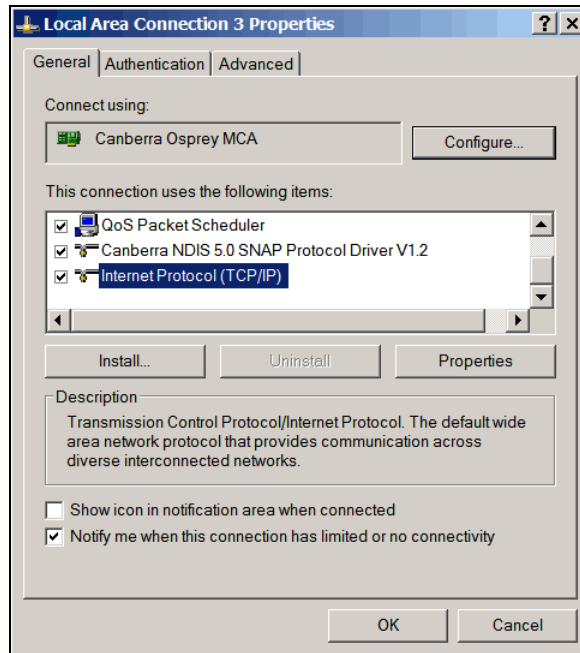 Local Area Connection 3 Properties
General Authentication Advanced
Connect using:
Canberra Osprey MCA
Configure...
This connection uses the following items:
QoS Packet Scheduler
Canberra NDIS 5.0 SNAP Protocol Driver V1.2
Internet Protocol (TCP/IP)
Install... Uninstall Properties
Description
Transmission Control Protocol/Internet Protocol. The default wide
area network protocol that provides communication across
diverse interconnected networks.
Show icon in notification area when connected
Notify me when this connection has limited or no connectivity
OK Cancel